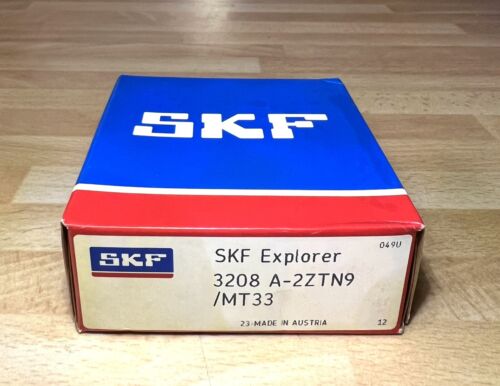 SKF
049U
SKF
SKF Explorer
3208 A-2ZTN9
/MT33
23 MADE IN AUSTRIA
12